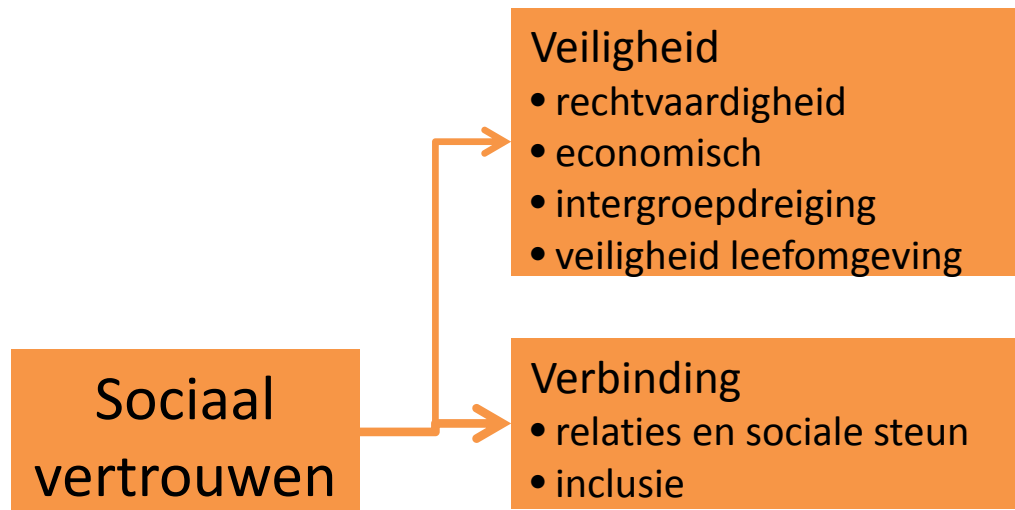 Veiligheid
• rechtvaardigheid
• economisch
• intergroepdreiging
• veiligheid leefomgeving
Sociaal
vertrouwen
Verbinding
• relaties en sociale steun
• inclusie